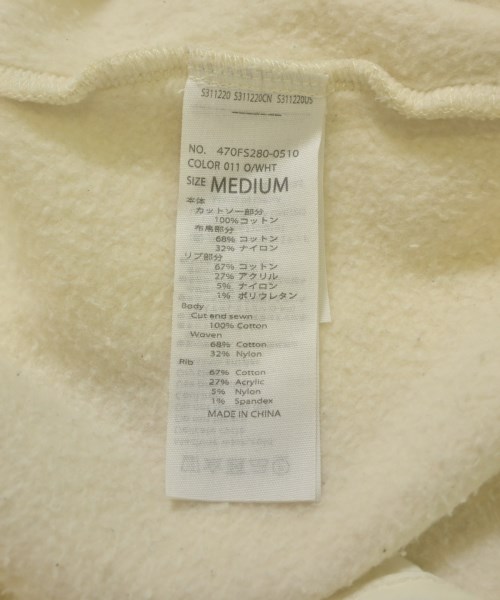 S311220 S311220CN S311220US
NO. 470FS280-0510
COLOR 011 O/WHT
SIZE MEDIUM
本体
カットソー部分
100% コットン
布帛部分
68% コットン
32% ナイロン
リブ部分
67% コットン
27% アクリル
5% ナイロン
1% ポリウレタン
Body
Cut end sewn
100% Cotton
Woven
68% Cotton
32% Nylon
Rib
67% Cotton
27% Acrylic
5% Nylon
1% Spandex
MADE IN CHINA